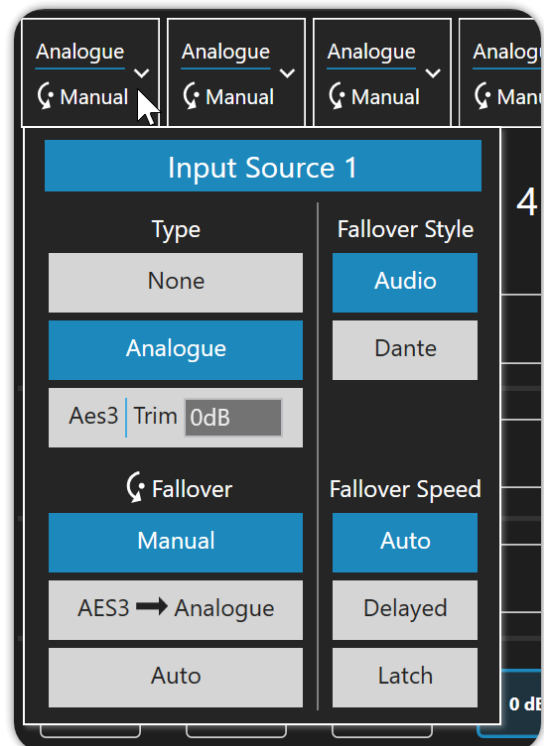 Analogue Analogue Analogue
Manual Manual Manual
Input Source 1
4
Type
None
Analogue
Aes3 Trim 0dB
Fallover
Manual
AES3 → Analogue
Auto
Fallover Style
Audio
Dante
Fallover Speed
Auto
Delayed
Latch
0